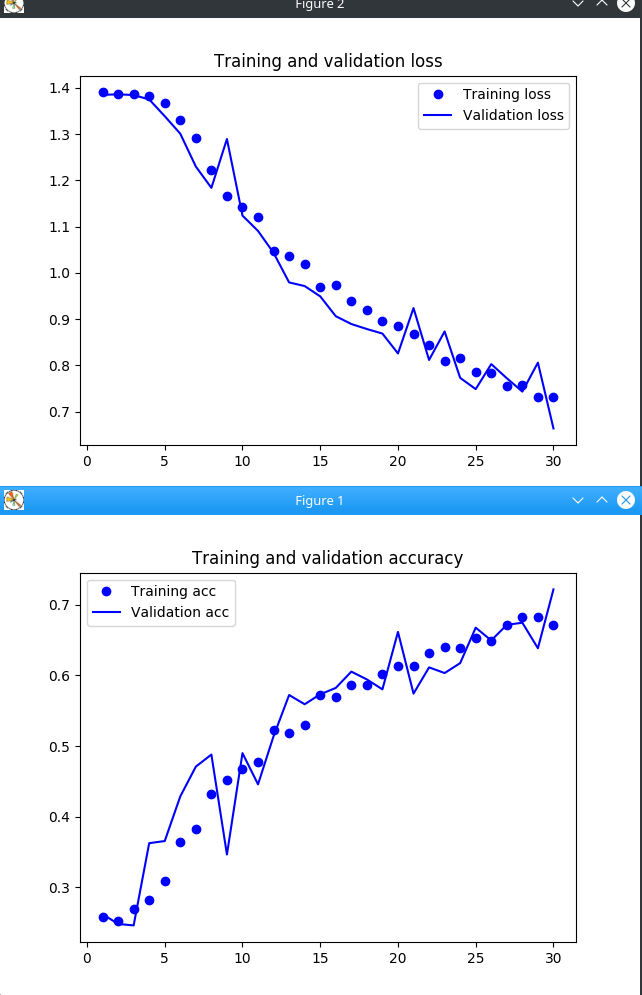 Figure 2
Training and validation loss
Training loss
Validation loss
1.4
1.3
1.2
1.1
1.0
0.9
0.8
0.7
0 5 10 15 20 25 30
Figure 1
Training and validation accuracy
Training acc
Validation acc
0.7
0.6
0.5
0.4
0.3
0 5 10 15 20 25 30